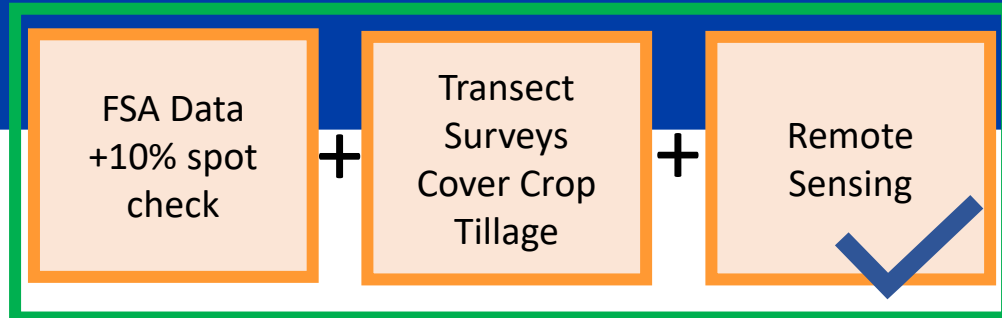 FSA Data
+10% spot
check
+
Transect
Surveys
Cover Crop
Tillage
+
Remote
Sensing